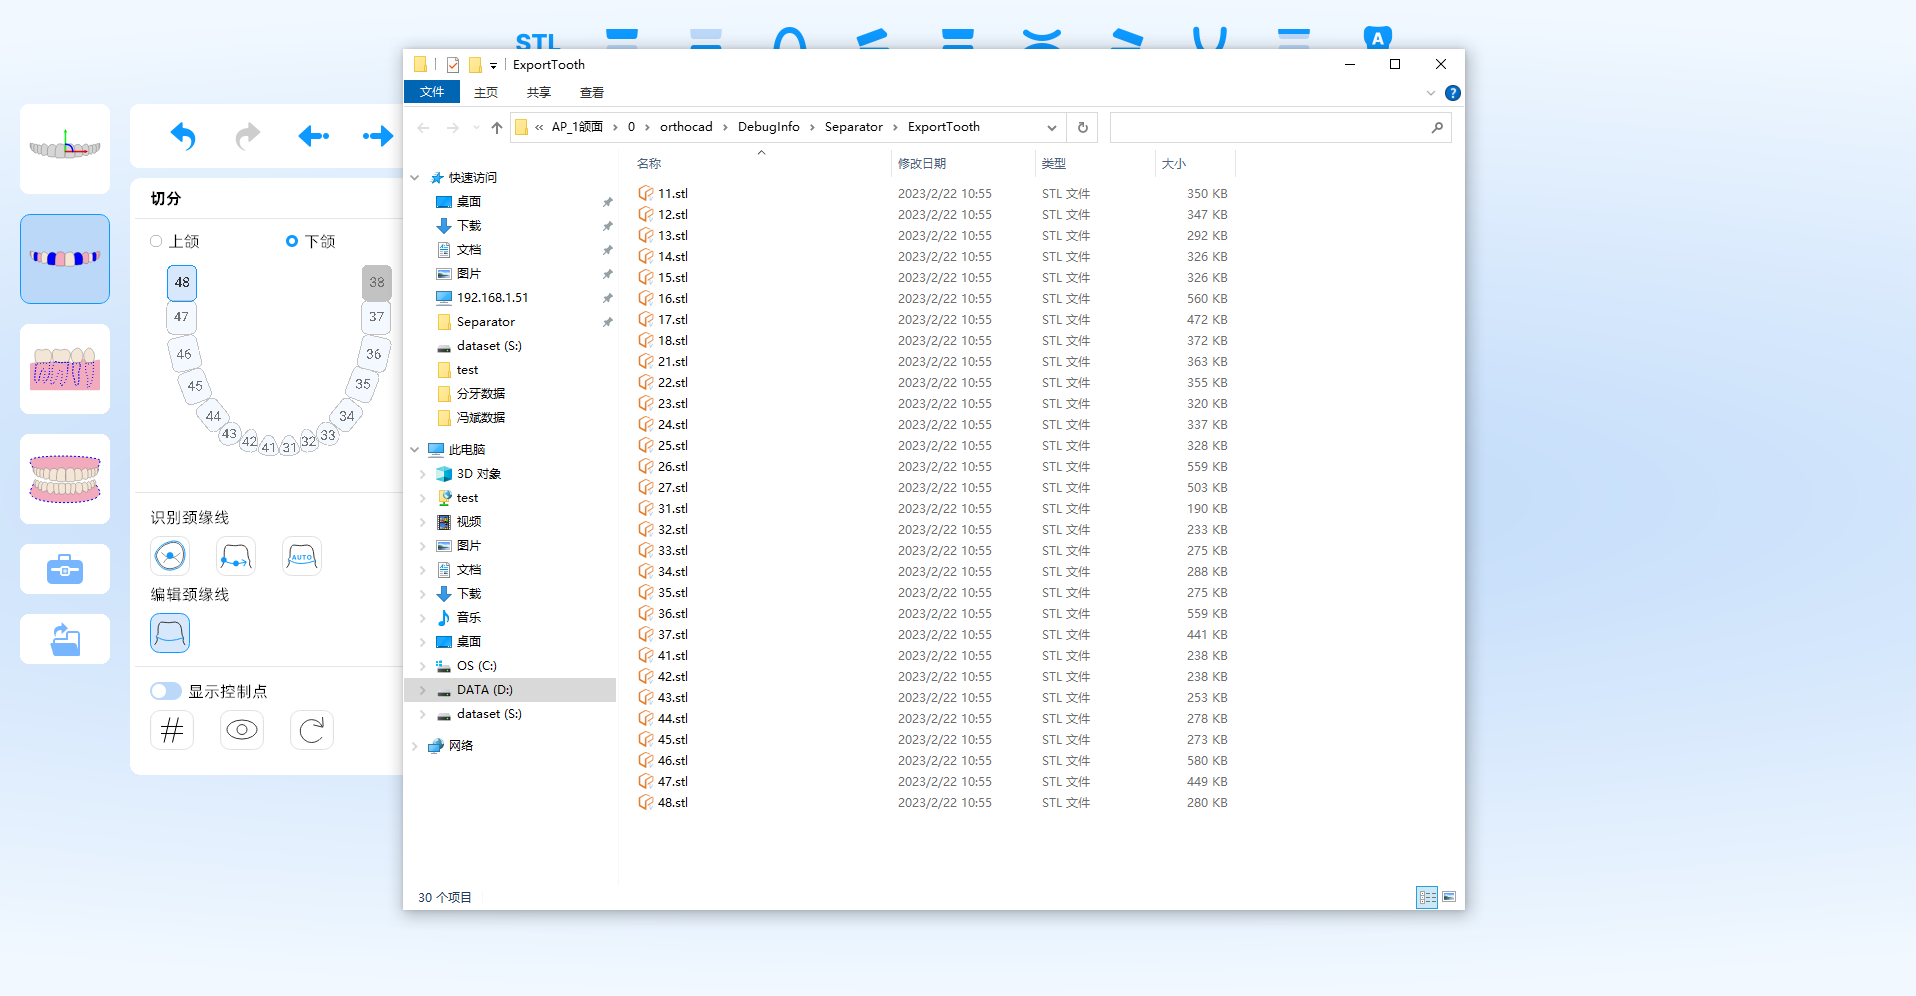 STL
A
ExportTooth
文件 主页 共享 查看
?
« AP_1颌面 › 0 › orthocad › DebugInfo › Separator › ExportTooth
切分
上颌 下颌
48 38
47 37
46 36
45 35
44 34
43 42 41 31 32 33
识别颈缘线
AUTO
编辑颈缘线
显示控制点
快速访问
桌面
下载
文档
图片
192.168.1.51
Separator
dataset (S:)
test
分牙数据
冯斌数据
此电脑
3D 对象
test
视频
图片
文档
下载
音乐
桌面
OS (C:)
DATA (D:)
dataset (S:)
网络
名称 修改日期 类型 大小
11.stl 2023/2/22 10:55 STL 文件 350 KB
12.stl 2023/2/22 10:55 STL 文件 347 KB
13.stl 2023/2/22 10:55 STL 文件 292 KB
14.stl 2023/2/22 10:55 STL 文件 326 KB
15.stl 2023/2/22 10:55 STL 文件 326 KB
16.stl 2023/2/22 10:55 STL 文件 560 KB
17.stl 2023/2/22 10:55 STL 文件 472 KB
18.stl 2023/2/22 10:55 STL 文件 372 KB
21.stl 2023/2/22 10:55 STL 文件 363 KB
22.stl 2023/2/22 10:55 STL 文件 355 KB
23.stl 2023/2/22 10:55 STL 文件 320 KB
24.stl 2023/2/22 10:55 STL 文件 337 KB
25.stl 2023/2/22 10:55 STL 文件 328 KB
26.stl 2023/2/22 10:55 STL 文件 559 KB
27.stl 2023/2/22 10:55 STL 文件 503 KB
31.stl 2023/2/22 10:55 STL 文件 190 KB
32.stl 2023/2/22 10:55 STL 文件 233 KB
33.stl 2023/2/22 10:55 STL 文件 275 KB
34.stl 2023/2/22 10:55 STL 文件 288 KB
35.stl 2023/2/22 10:55 STL 文件 275 KB
36.stl 2023/2/22 10:55 STL 文件 559 KB
37.stl 2023/2/22 10:55 STL 文件 441 KB
41.stl 2023/2/22 10:55 STL 文件 238 KB
42.stl 2023/2/22 10:55 STL 文件 238 KB
43.stl 2023/2/22 10:55 STL 文件 253 KB
44.stl 2023/2/22 10:55 STL 文件 278 KB
45.stl 2023/2/22 10:55 STL 文件 273 KB
46.stl 2023/2/22 10:55 STL 文件 580 KB
47.stl 2023/2/22 10:55 STL 文件 449 KB
48.stl 2023/2/22 10:55 STL 文件 280 KB
30 个项目